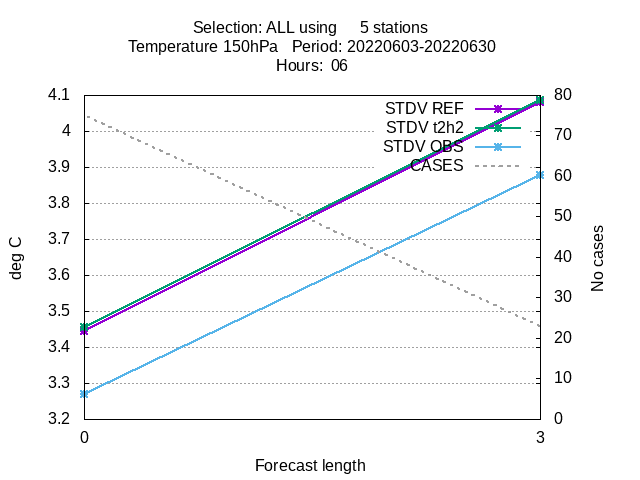 Selection: ALL using      5 stations
Temperature 150hPa   Period: 20220603-20220630
Hours:  06
4.1
4
3.9
3.8
3.7
3.6
3.5
3.4
3.3
3.2
80
70
60
50
40
30
20
10
0
STDV REF
STDV t2h2
STDV OBS
CASES
deg C
No cases
0
3
Forecast length